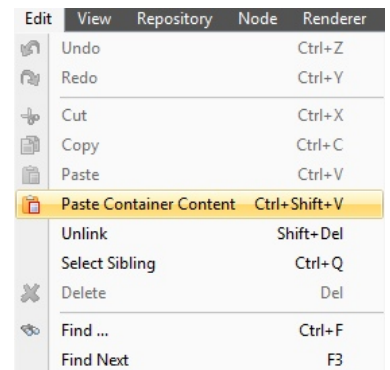 Edit View Repository Node Renderer
Undo Ctrl+Z
Redo Ctrl+Y
Cut Ctrl+X
Copy Ctrl+C
Paste Ctrl+V
Paste Container Content Ctrl+Shift+V
Unlink Shift+Del
Select Sibling Ctrl+Q
Delete Del
Find ... Ctrl+F
Find Next F3